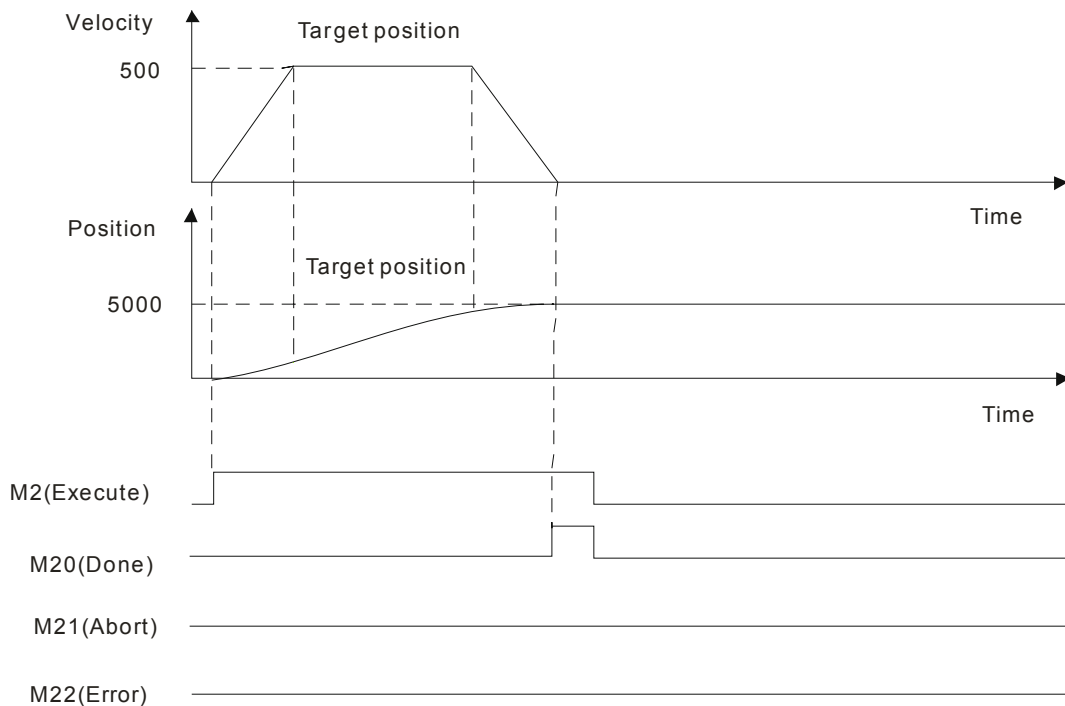 Velocity
Target position
500
Time
Position
Target position
5000
Time
M2(Execute)
M20(Done)
M21(Abort)
M22(Error)